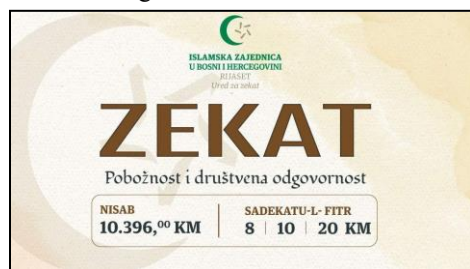 ISLAMSKA ZAJEDNICA
U BOSNI I HERCEGOVINI
RIJASET
Ured za zekat
ZEKAT
Pobožnost i društvena odgovornost
NISAB
10.396,⁰⁰ KM
SADEKATU-L- FITR
8 | 10 | 20 KM